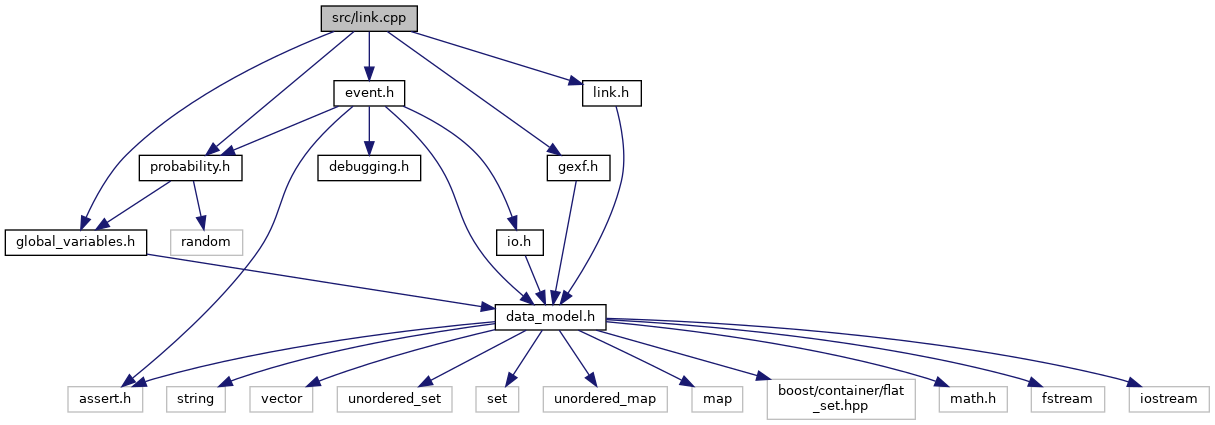 src/link.cpp
event.h
link.h
probability.h
debugging.h
gexf.h
global_variables.h
random
io.h
data_model.h
assert.h
string
vector
unordered_set
set
unordered_map
map
boost/container/flat
_set.hpp
math.h
fstream
iostream